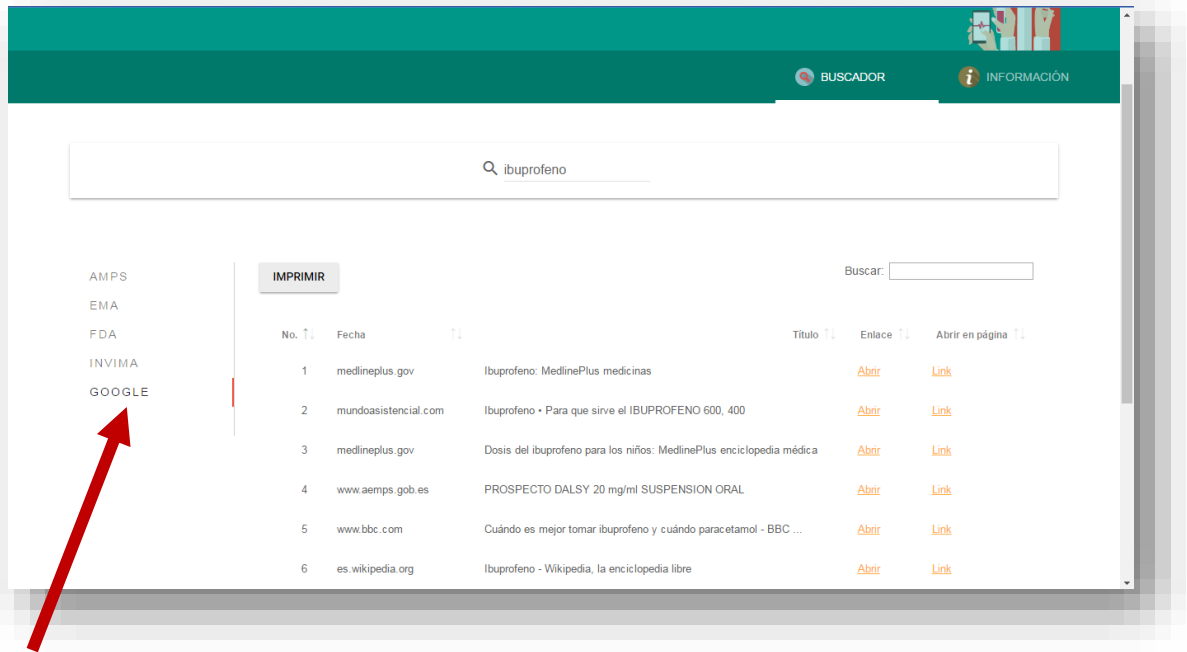 BUSCADOR
i INFORMACIÓN
ibuprofeno
AMPS
EMA
FDA
INVIMA
GOOGLE
IMPRIMIR
Buscar:
No. Fecha Título Enlace Abrir en página
1 medlineplus.gov Ibuprofeno: MedlinePlus medicinas Abrir Link
2 mundoasistencial.com Ibuprofeno • Para que sirve el IBUPROFENO 600, 400 Abrir Link
3 medlineplus.gov Dosis del ibuprofeno para los niños: MedlinePlus enciclopedia médica Abrir Link
4 www.aemps.gob.es PROSPECTO DALSY 20 mg/ml SUSPENSION ORAL Abrir Link
5 www.bbc.com Cuándo es mejor tomar ibuprofeno y cuándo paracetamol - BBC ... Abrir Link
6 es.wikipedia.org Ibuprofeno - Wikipedia, la enciclopedia libre Abrir Link